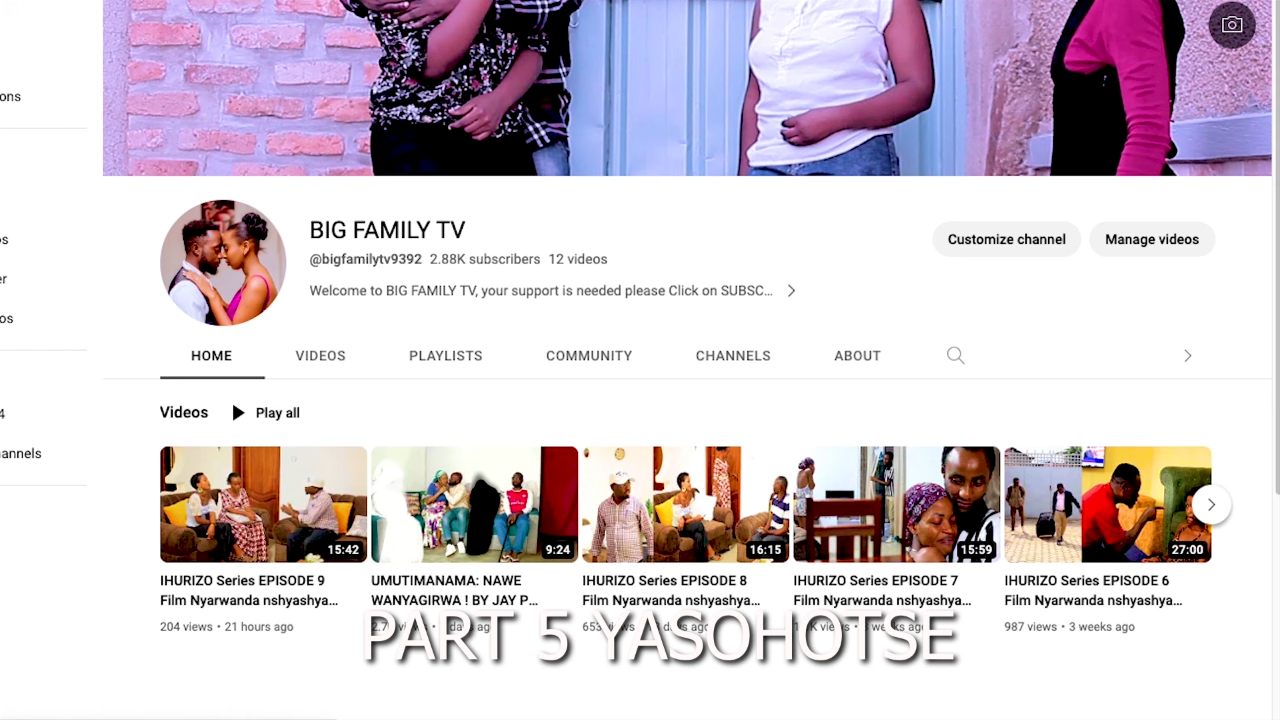 ons
s
er
os
4
annels
BIG FAMILY TV
@bigfamilytv9392 2.88K subscribers 12 videos
Welcome to BIG FAMILY TV, your support is needed please Click on SUBSC...
Customize channel
Manage videos
HOME VIDEOS PLAYLISTS COMMUNITY CHANNELS ABOUT
Videos Play all
15:42
9:24
16:15
15:59
27:00
IHURIZO Series EPISODE 9
Film Nyarwanda nshyashya...
204 views • 21 hours ago
UMUTIMANAMA: NAWE
WANYAGIRWA ! BY JAY P...
IHURIZO Series EPISODE 8
Film Nyarwanda nshyashya...
IHURIZO Series EPISODE 7
Film Nyarwanda nshyashya...
IHURIZO Series EPISODE 6
Film Nyarwanda nshyashya...
987 views • 3 weeks ago
PART 5 YASOHOTSE